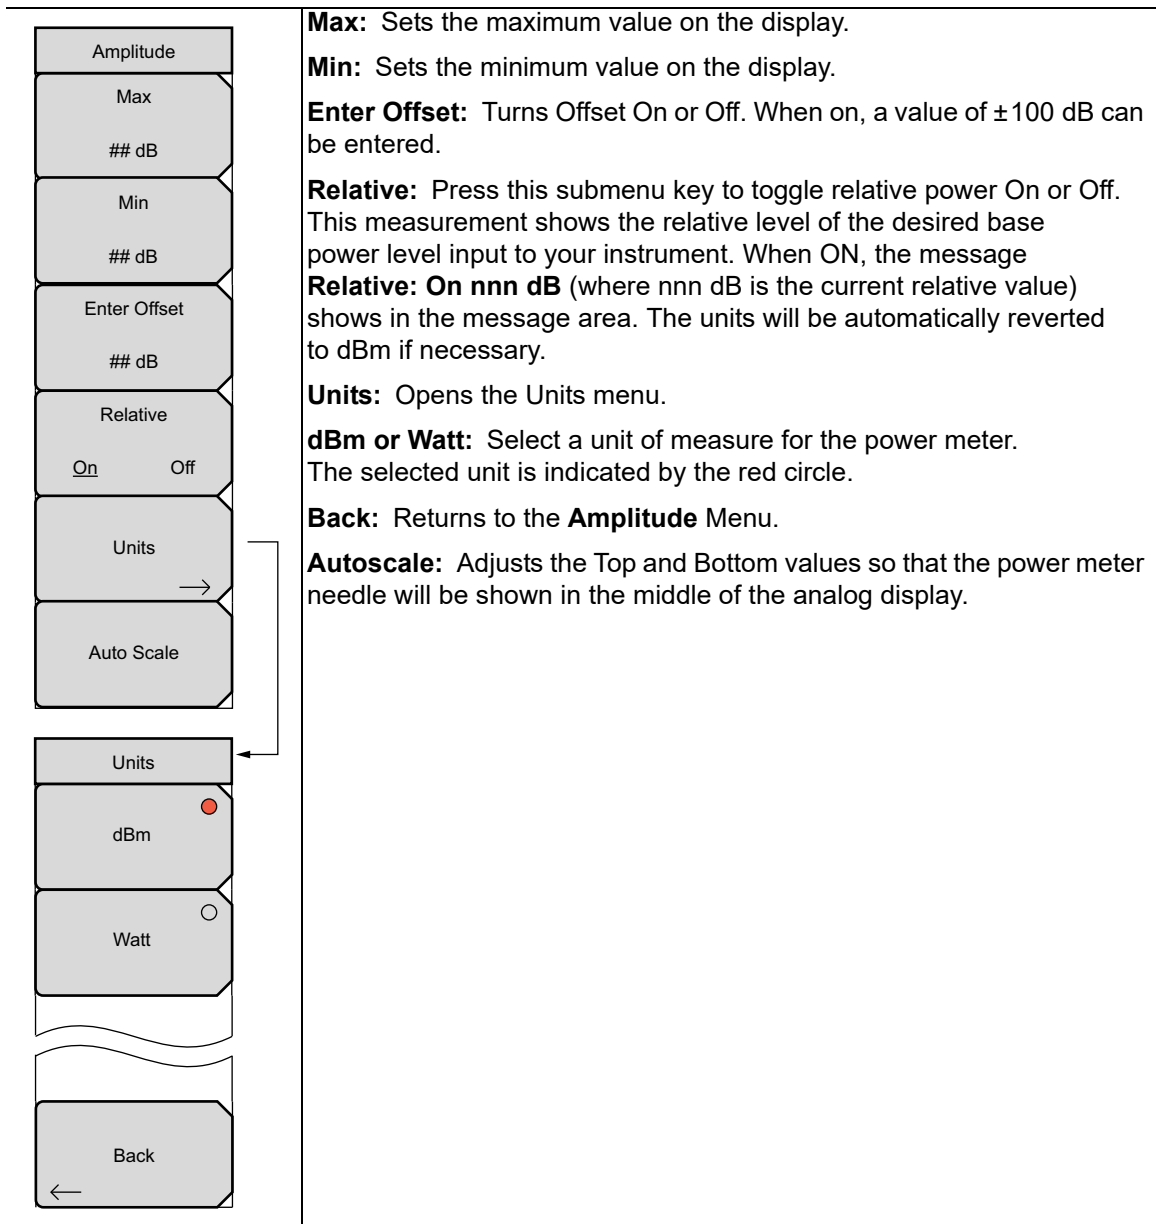 Amplitude
Max
## dB
Min
## dB
Enter Offset
## dB
Relative
On Off
Units
Auto Scale
Units
dBm
Watt
Back
Max: Sets the maximum value on the display.
Min: Sets the minimum value on the display.
Enter Offset: Turns Offset On or Off. When on, a value of ±100 dB can
be entered.
Relative: Press this submenu key to toggle relative power On or Off.
This measurement shows the relative level of the desired base
power level input to your instrument. When ON, the message
Relative: On nnn dB (where nnn dB is the current relative value)
shows in the message area. The units will be automatically reverted
to dBm if necessary.
Units: Opens the Units menu.
dBm or Watt: Select a unit of measure for the power meter.
The selected unit is indicated by the red circle.
Back: Returns to the Amplitude Menu.
Autoscale: Adjusts the Top and Bottom values so that the power meter
needle will be shown in the middle of the analog display.